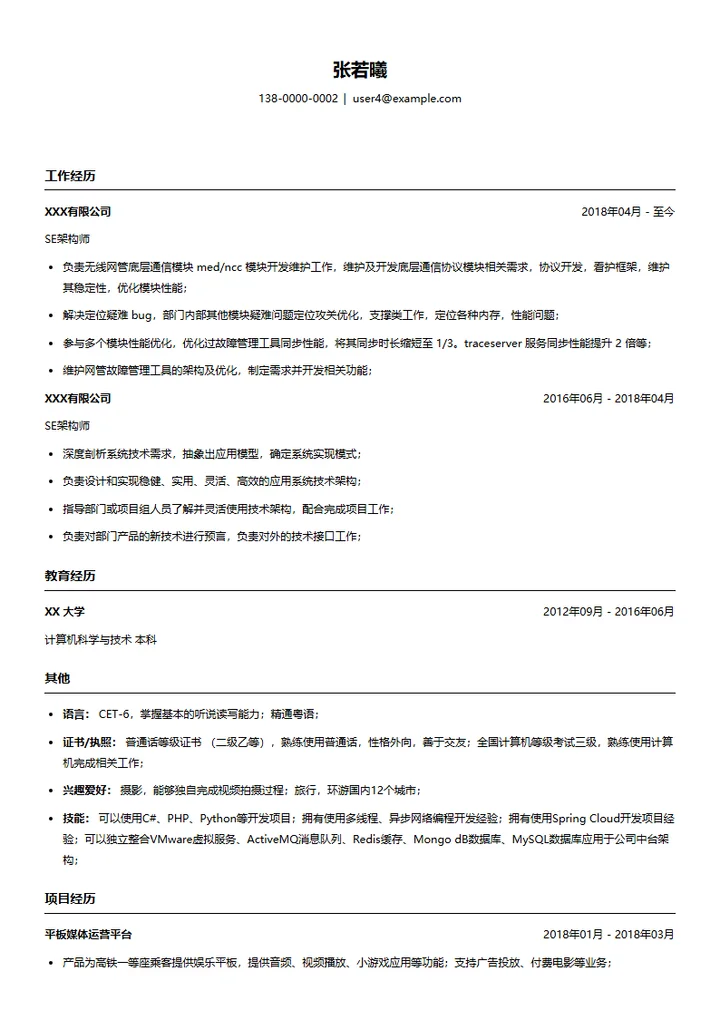 张若曦
138-0000-0002 | user4@example.com
工作经历
XXX有限公司 2018年04月 - 至今
SE架构师
• 负责无线网管底层通信模块 med/ncc 模块开发维护工作，维护及开发底层通信协议模块相关需求，协议开发，看护框架，维护
其稳定性，优化模块性能；
• 解决定位疑难 bug，部门内部其他模块疑难问题定位攻关优化，支撑类工作，定位各种内存，性能问题；
• 参与多个模块性能优化，优化过故障管理工具同步性能，将其同步时长缩短至 1/3。traceserver 服务同步性能提升 2 倍等；
• 维护网管故障管理工具的架构及优化，制定需求并开发相关功能；
XXX有限公司 2016年06月 - 2018年04月
SE架构师
• 深度剖析系统技术需求，抽象出应用模型，确定系统实现模式；
• 负责设计和实现稳健、实用、灵活、高效的应用系统技术架构；
• 指导部门或项目组人员了解并灵活使用技术架构，配合完成项目工作；
• 负责对部门产品的新技术进行预言，负责对外的技术接口工作；
教育经历
XX 大学 2012年09月 - 2016年06月
计算机科学与技术 本科
其他
• 语言： CET-6，掌握基本的听说读写能力；精通粤语；
• 证书/执照： 普通话等级证书 （二级乙等），熟练使用普通话，性格外向，善于交友；全国计算机等级考试三级，熟练使用计算
机完成相关工作；
• 兴趣爱好： 摄影，能够独自完成视频拍摄过程；旅行，环游国内12个城市；
• 技能： 可以使用C#、PHP、Python等开发项目；拥有使用多线程、异步网络编程开发经验；拥有使用Spring Cloud开发项目经
验；可以独立整合VMware虚拟服务、ActiveMQ消息队列、Redis缓存、Mongo dB数据库、MySQL数据库应用于公司中台架
构；
项目经历
平板媒体运营平台 2018年01月 - 2018年03月
• 产品为高铁一等座乘客提供娱乐平板，提供音频、视频播放、小游戏应用等功能；支持广告投放、付费电影等业务；